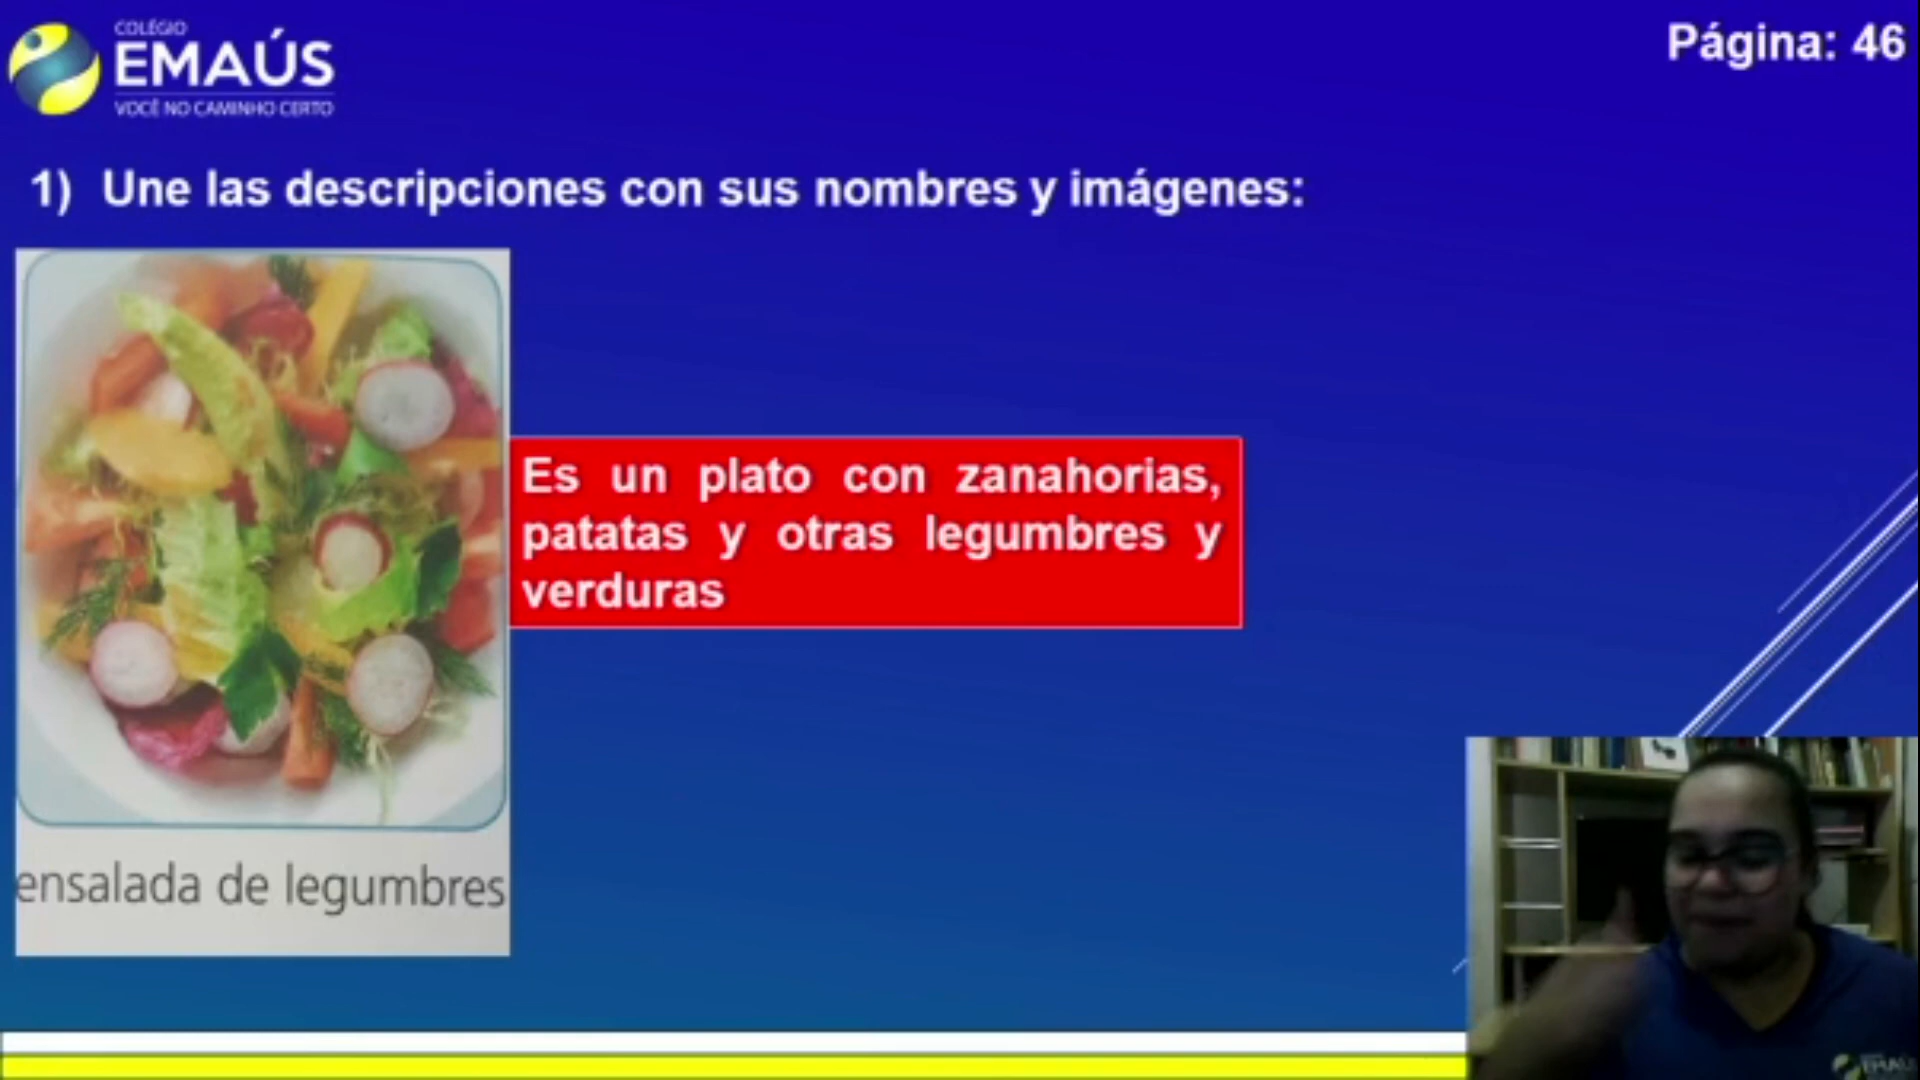 COLÉGIO
EMAÚS
VOCÊ NO CAMINHO CERTO
Página: 46
1) Une las descripciones con sus nombres y imágenes:
Es un plato con zanahorias,
patatas y otras legumbres y
verduras
ensalada de legumbres
EMAÚS